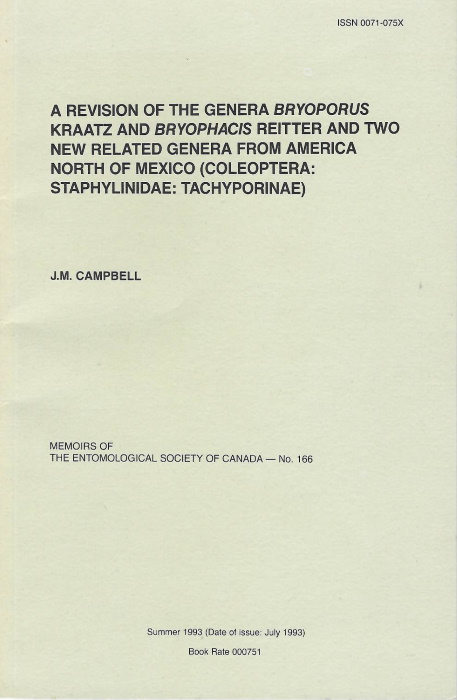 ISSN 0071-075X
A REVISION OF THE GENERA BRYOPORUS
KRAATZ AND BRYOPHACIS REITTER AND TWO
NEW RELATED GENERA FROM AMERICA
NORTH OF MEXICO (COLEOPTERA:
STAPHYLINIDAE: TACHYPORINAE)
J.M. CAMPBELL
MEMOIRS OF
THE ENTOMOLOGICAL SOCIETY OF CANADA — No. 166
Summer 1993 (Date of issue: July 1993)
Book Rate 000751